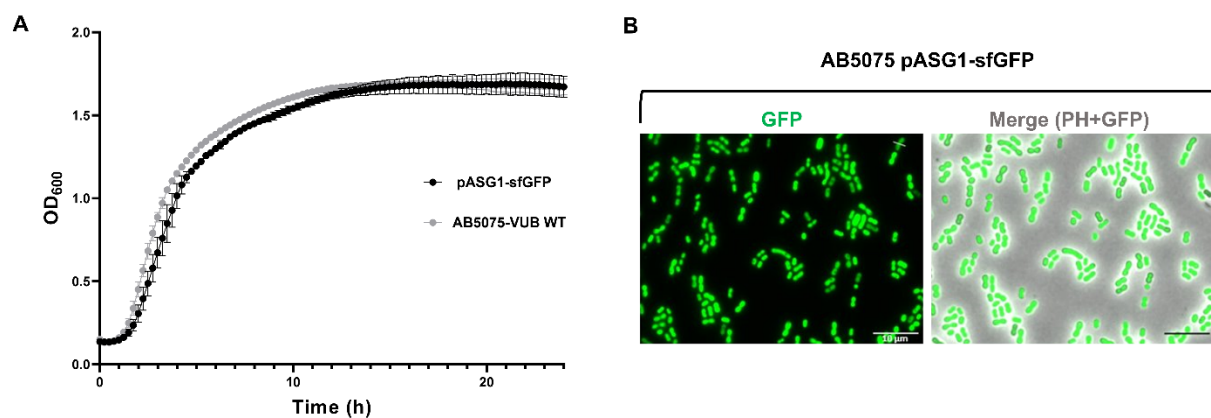 A
2.0
1.5
1.0
0.5
0.0
OD600
0
10
20
Time (h)
pASG1-sfGFP
AB5075-VUB WT
B
AB5075 pASG1-sfGFP
GFP
Merge (PH+GFP)
10 µm